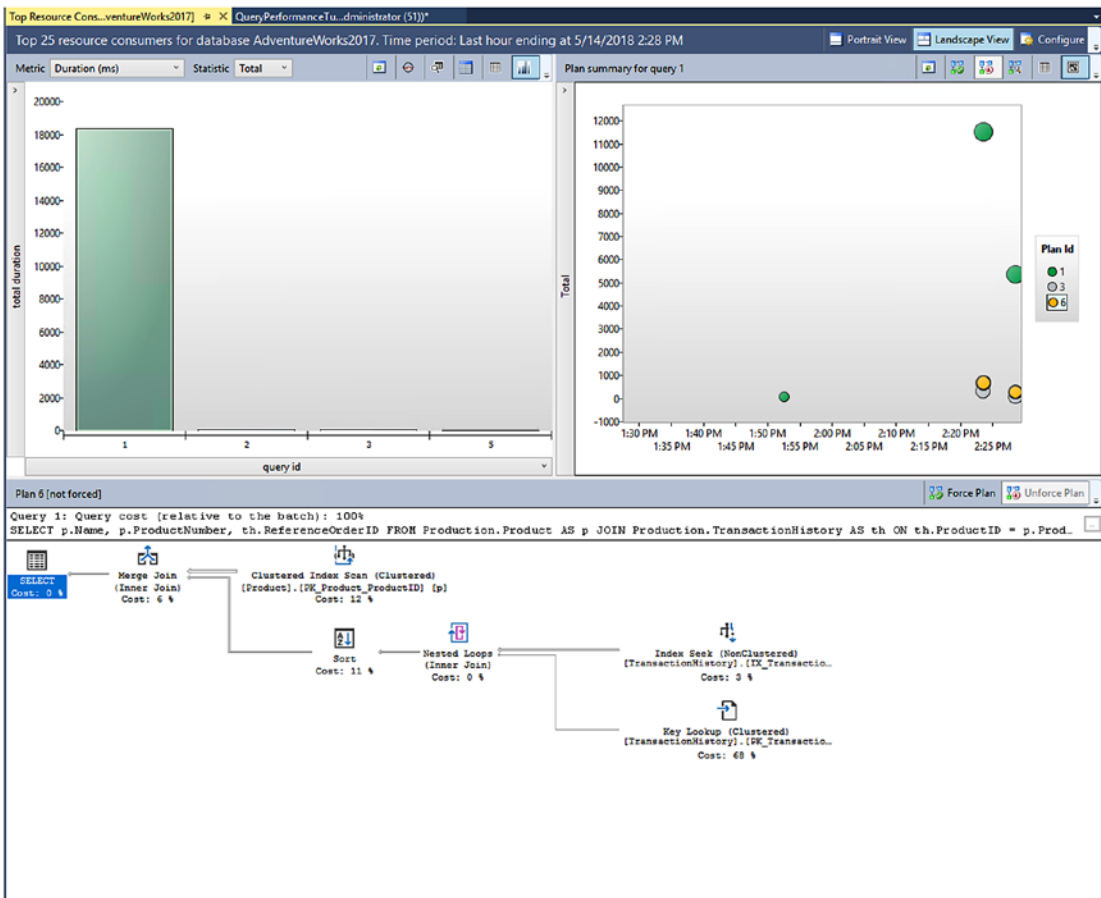 Top Resource Cons...ventureWorks2017] QueryPerformanceTu...dministrator (51))*
Top 25 resource consumers for database AdventureWorks2017. Time period: Last hour ending at 5/14/2018 2:28 PM Portrait View Landscape View Configure
Metric Duration (ms) Statistic Total
Plan summary for query 1
total duration
20000
18000
16000
14000
12000
10000
8000
6000
4000
2000
0
1 2 3 5
query id
Total
12000
11000
10000
9000
8000
7000
6000
5000
4000
3000
2000
1000
0
-1000
1:30 PM 1:40 PM 1:50 PM 2:00 PM 2:10 PM 2:20 PM
1:35 PM 1:45 PM 1:55 PM 2:05 PM 2:15 PM 2:25 PM
Plan Id
1
3
6
Plan 6 [not forced] Force Plan Unforce Plan
Query 1: Query cost (relative to the batch): 100%
SELECT p.Name, p.ProductNumber, th.ReferenceOrderID FROM Production.Product AS p JOIN Production.TransactionHistory AS th ON th.ProductID = p.Prod...
SELECT
Cost: 0 %
Merge Join
(Inner Join)
Cost: 6 %
Clustered Index Scan (Clustered)
[Product].[PK_Product_ProductID] [p]
Cost: 12 %
Sort
Cost: 11 %
Nested Loops
(Inner Join)
Cost: 0 %
Index Seek (NonClustered)
[TransactionHistory].[IX_Transactio...
Cost: 3 %
Key Lookup (Clustered)
[TransactionHistory].[PK_Transactio...
Cost: 68 %